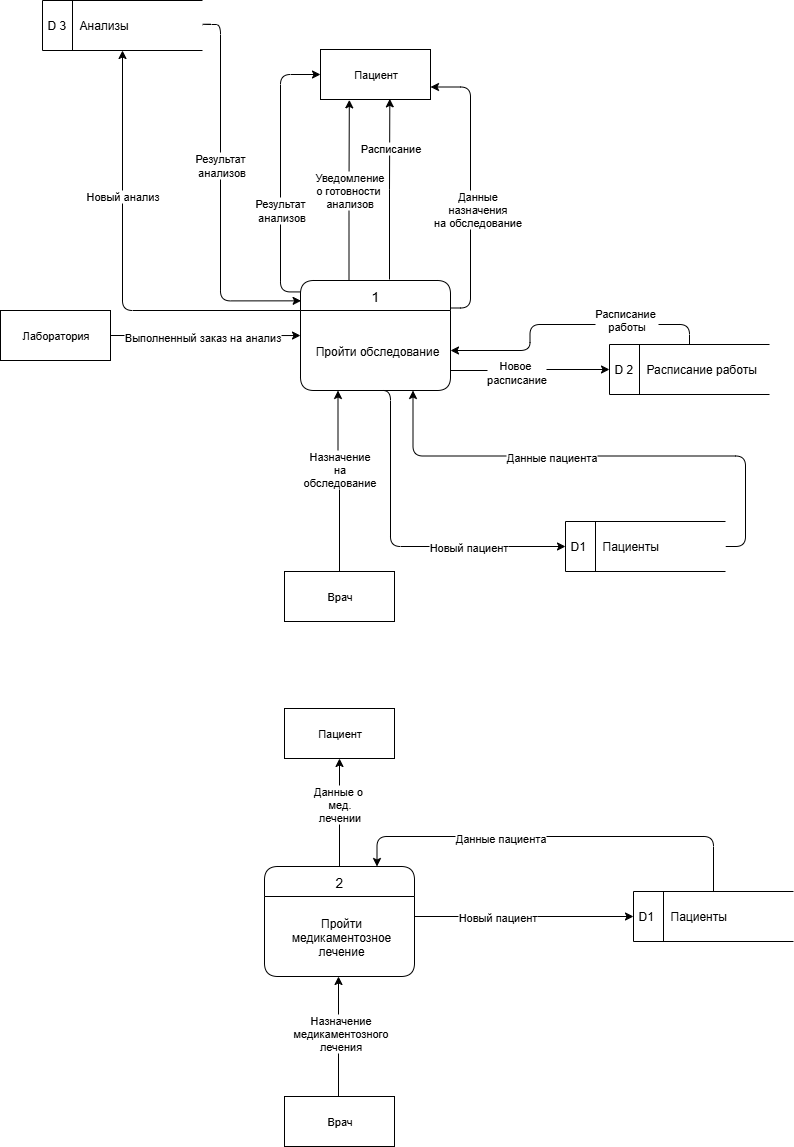 D 3
Анализы
Пациент
Расписание
Результат
анализов
Уведомление
о готовности
анализов
Новый анализ
Результат
анализов
Данные
назначения
на обследование
1
Расписание
работы
Лаборатория
Выполненный заказ на анализ
Пройти обследование
Новое
расписание
D 2
Расписание работы
Назначение
на
обследование
Данные пациента
Новый пациент
D1
Пациенты
Врач
Пациент
Данные о
мед.
лечении
Данные пациента
2
Пройти
медикаментозное
лечение
Новый пациент
D1
Пациенты
Назначение
медикаментозного
лечения
Врач